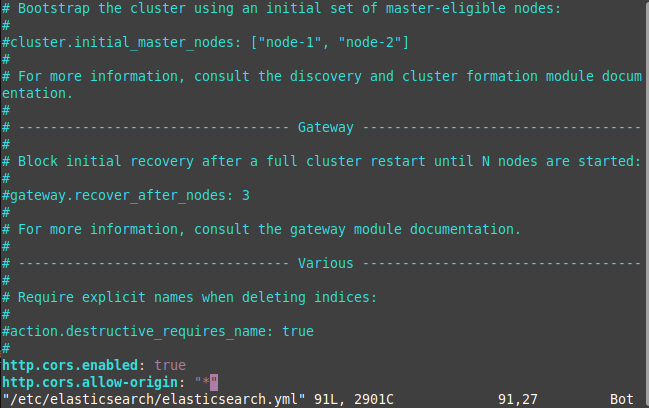 # Bootstrap the cluster using an initial set of master-eligible nodes:
#
#cluster.initial_master_nodes: ["node-1", "node-2"]
#
# For more information, consult the discovery and cluster formation module docum
entation.
#
# ---------------------------------- Gateway -----------------------------------
#
# Block initial recovery after a full cluster restart until N nodes are started:
#
#gateway.recover_after_nodes: 3
#
# For more information, consult the gateway module documentation.
#
# ---------------------------------- Various -----------------------------------
#
# Require explicit names when deleting indices:
#
#action.destructive_requires_name: true
#
http.cors.enabled: true
http.cors.allow-origin: "*"
"/etc/elasticsearch/elasticsearch.yml" 91L, 2901C 91,27 Bot